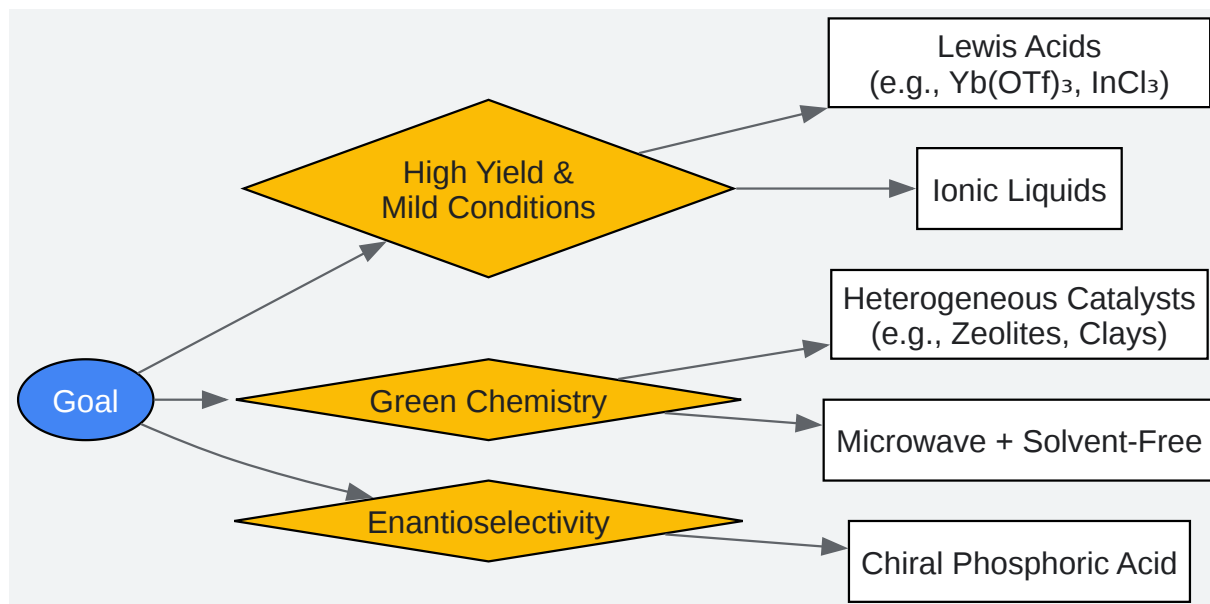 Goal
High Yield &
Mild Conditions
Green Chemistry
Enantioselectivity
Lewis Acids
(e.g., Yb(OTf)₃, InCl₃)
Ionic Liquids
Heterogeneous Catalysts
(e.g., Zeolites, Clays)
Microwave + Solvent-Free
Chiral Phosphoric Acid